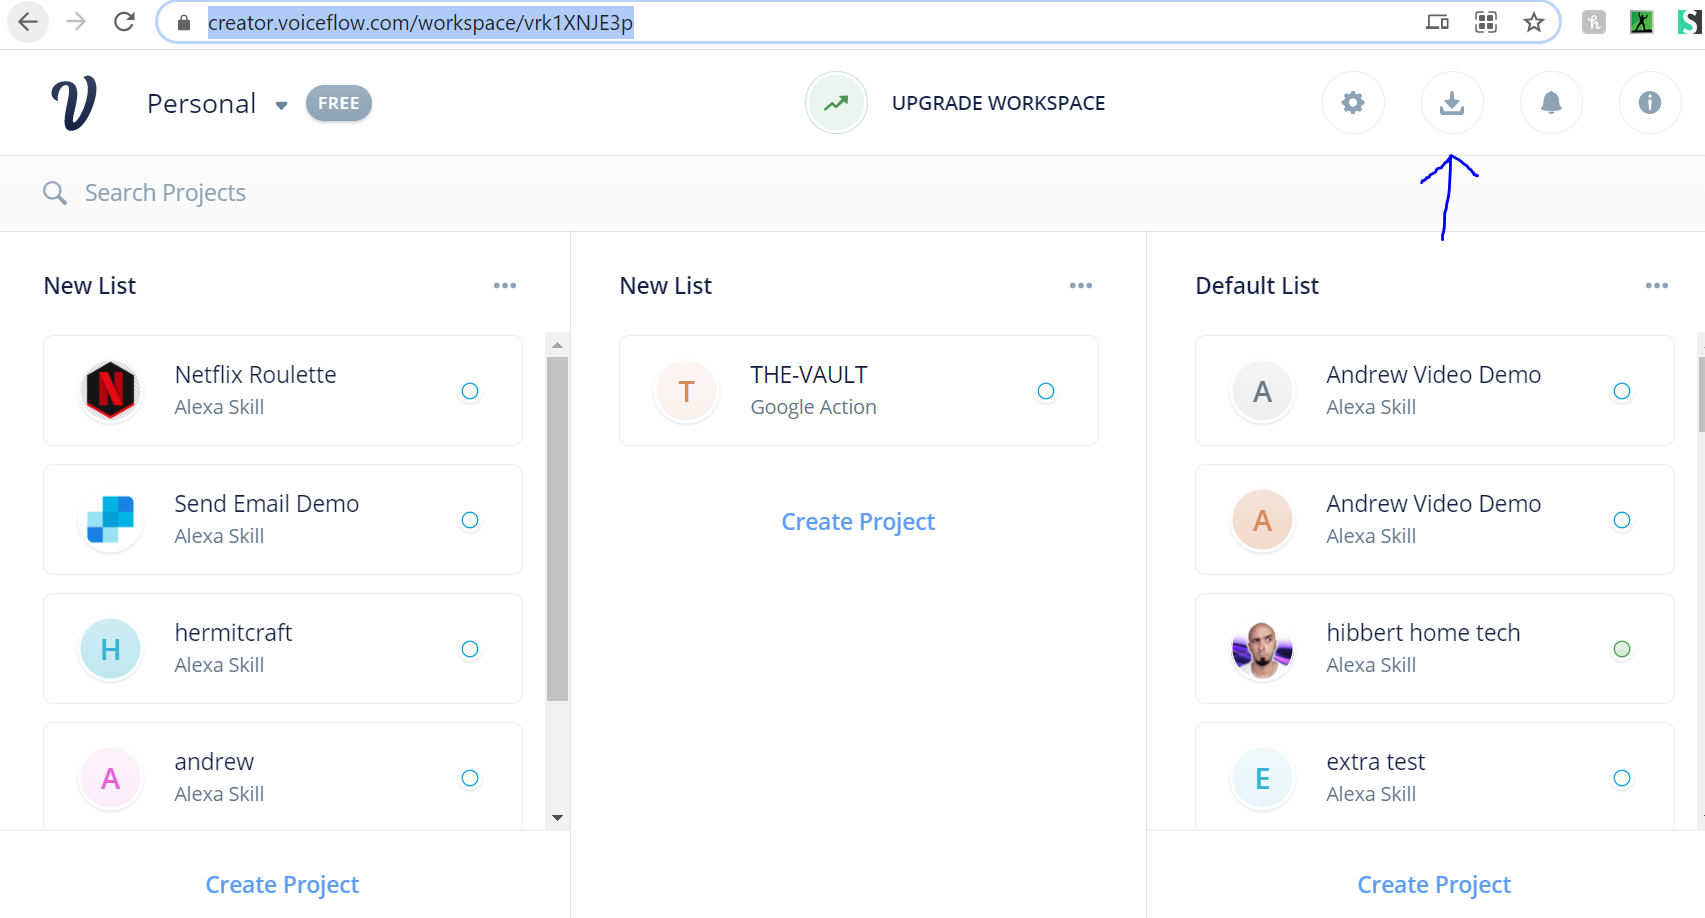 creator.voiceflow.com/workspace/vrk1XNJE3p
Personal FREE UPGRADE WORKSPACE
Search Projects
New List
Netflix Roulette
Alexa Skill
Send Email Demo
Alexa Skill
H
hermitcraft
Alexa Skill
A
andrew
Alexa Skill
Create Project
New List
T
THE-VAULT
Google Action
Create Project
Default List
A
Andrew Video Demo
Alexa Skill
A
Andrew Video Demo
Alexa Skill
hibbert home tech
Alexa Skill
E
extra test
Alexa Skill
Create Project